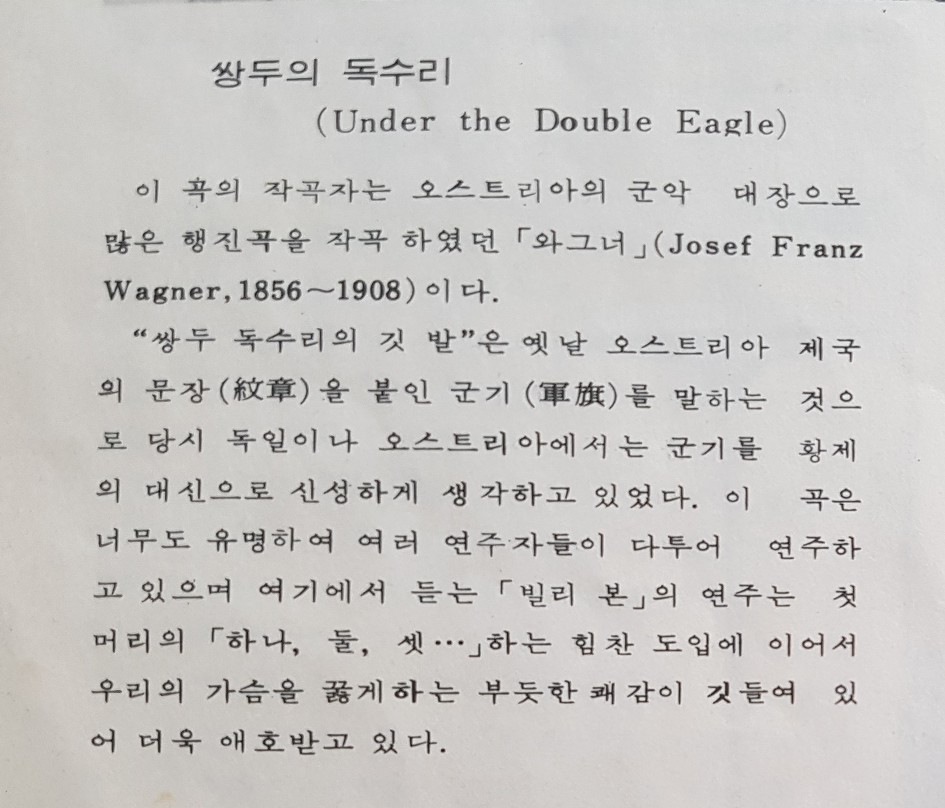 쌍두의 독수리
(Under the Double Eagle)
이 곡의 작곡자는 오스트리아의 군악 대장으로
많은 행진곡을 작곡 하였던 「와그너」(Josef Franz
Wagner, 1856~1908)이다.
“쌍두 독수리의 깃 발”은 옛날 오스트리아 제국
의 문장(紋章)을 붙인 군기(軍旗)를 말하는 것으
로 당시 독일이나 오스트리아에서는 군기를 황제
의 대신으로 신성하게 생각하고 있었다. 이 곡은
너무도 유명하여 여러 연주자들이 다투어 연주하
고 있으며 여기에서 듣는 「빌리 본」의 연주는 첫
머리의 「하나, 둘, 셋…」하는 힘찬 도입에 이어서
우리의 가슴을 끓게하는 부듯한 쾌감이 깃들여 있
어 더욱 애호받고 있다.